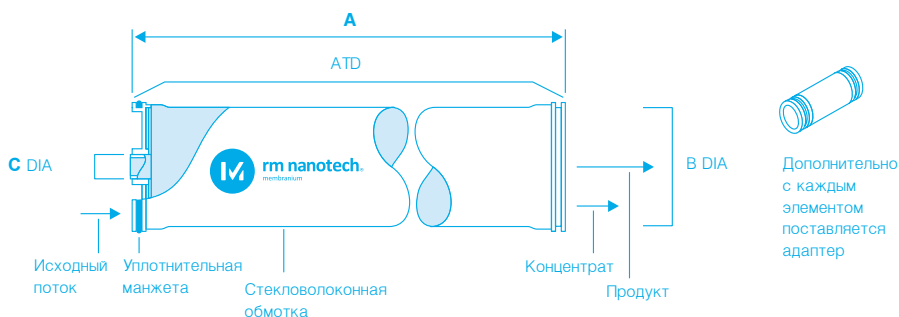 A
ATD
rm nanotech®
membranium
C DIA
B DIA
Дополнительно
с каждым
элементом
поставляется
адаптер
Исходный
поток
Уплотнительная
манжета
Стекловолоконная
обмотка
Концентрат
Продукт